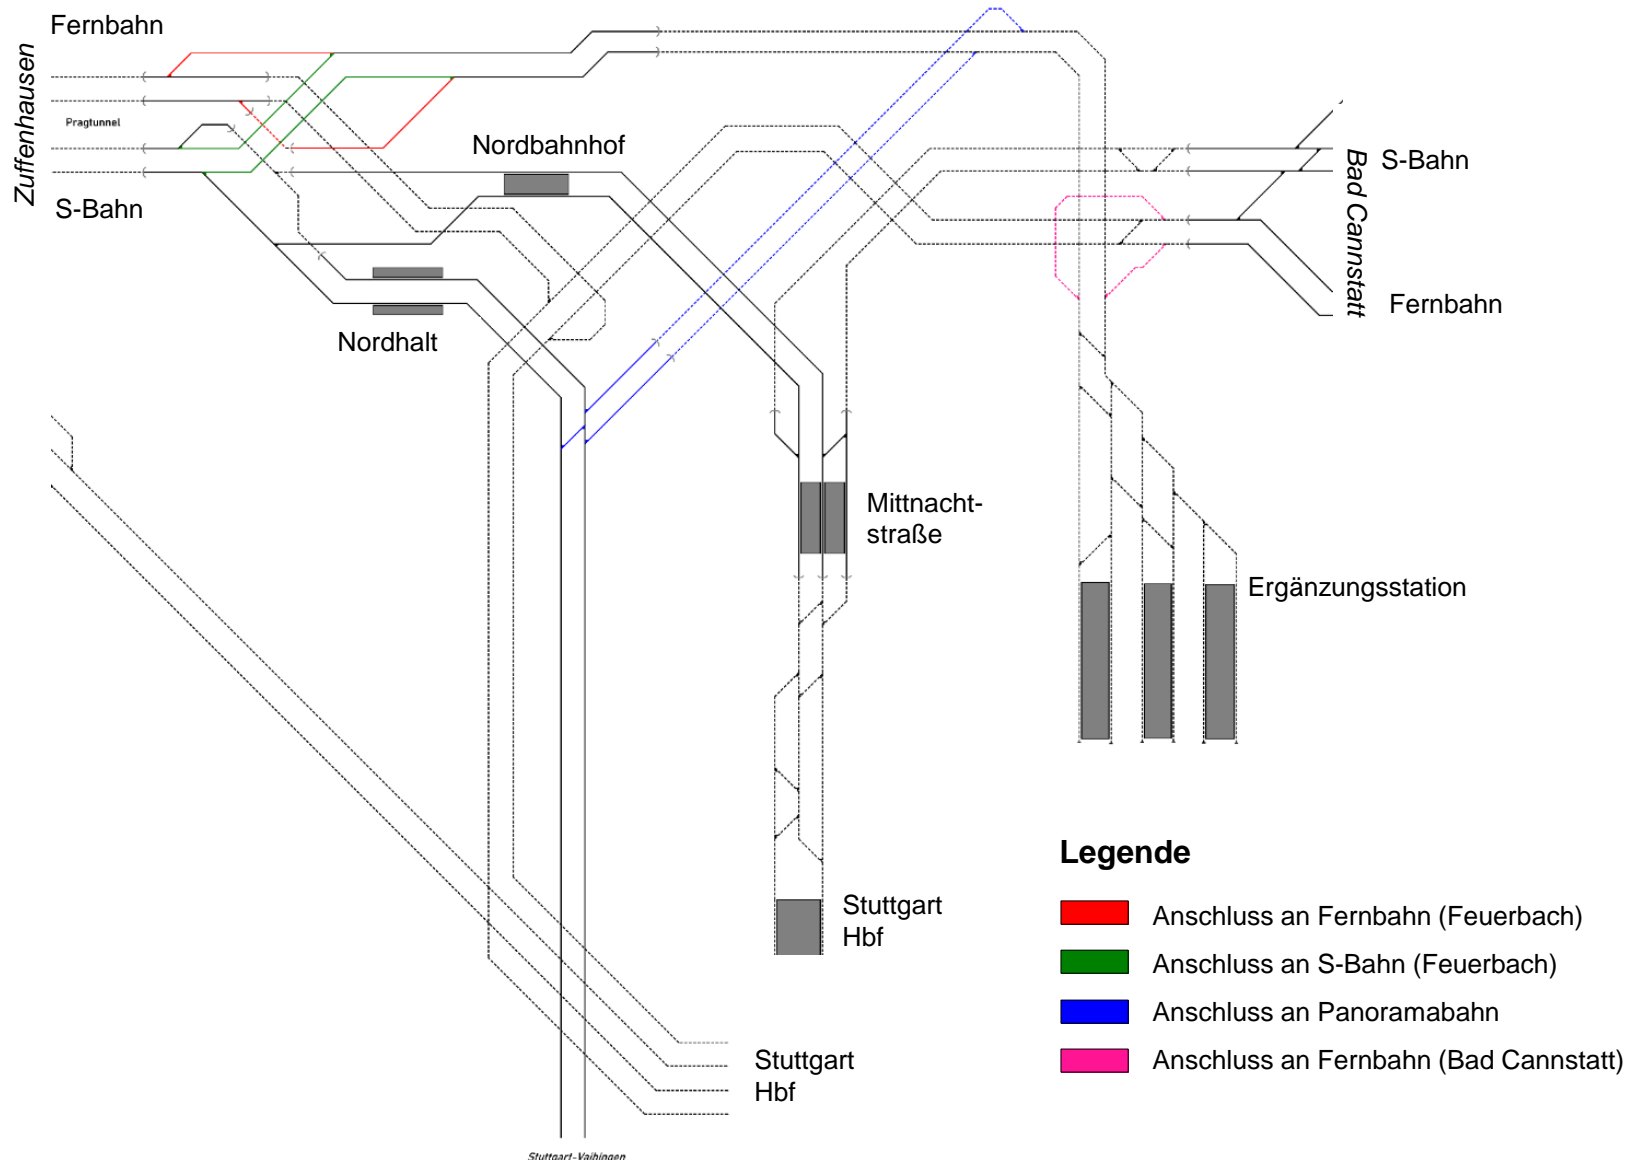 Fernbahn
Zuffenhausen
Pragtunnel
S-Bahn
Nordbahnhof
Nordhalt
S-Bahn
Bad Cannstatt
Fernbahn
Mittnacht-
straße
Ergänzungsstation
Stuttgart
Hbf
Stuttgart
Hbf
Stuttgart-Vaihingen
Legende
Anschluss an Fernbahn (Feuerbach)
Anschluss an S-Bahn (Feuerbach)
Anschluss an Panoramabahn
Anschluss an Fernbahn (Bad Cannstatt)